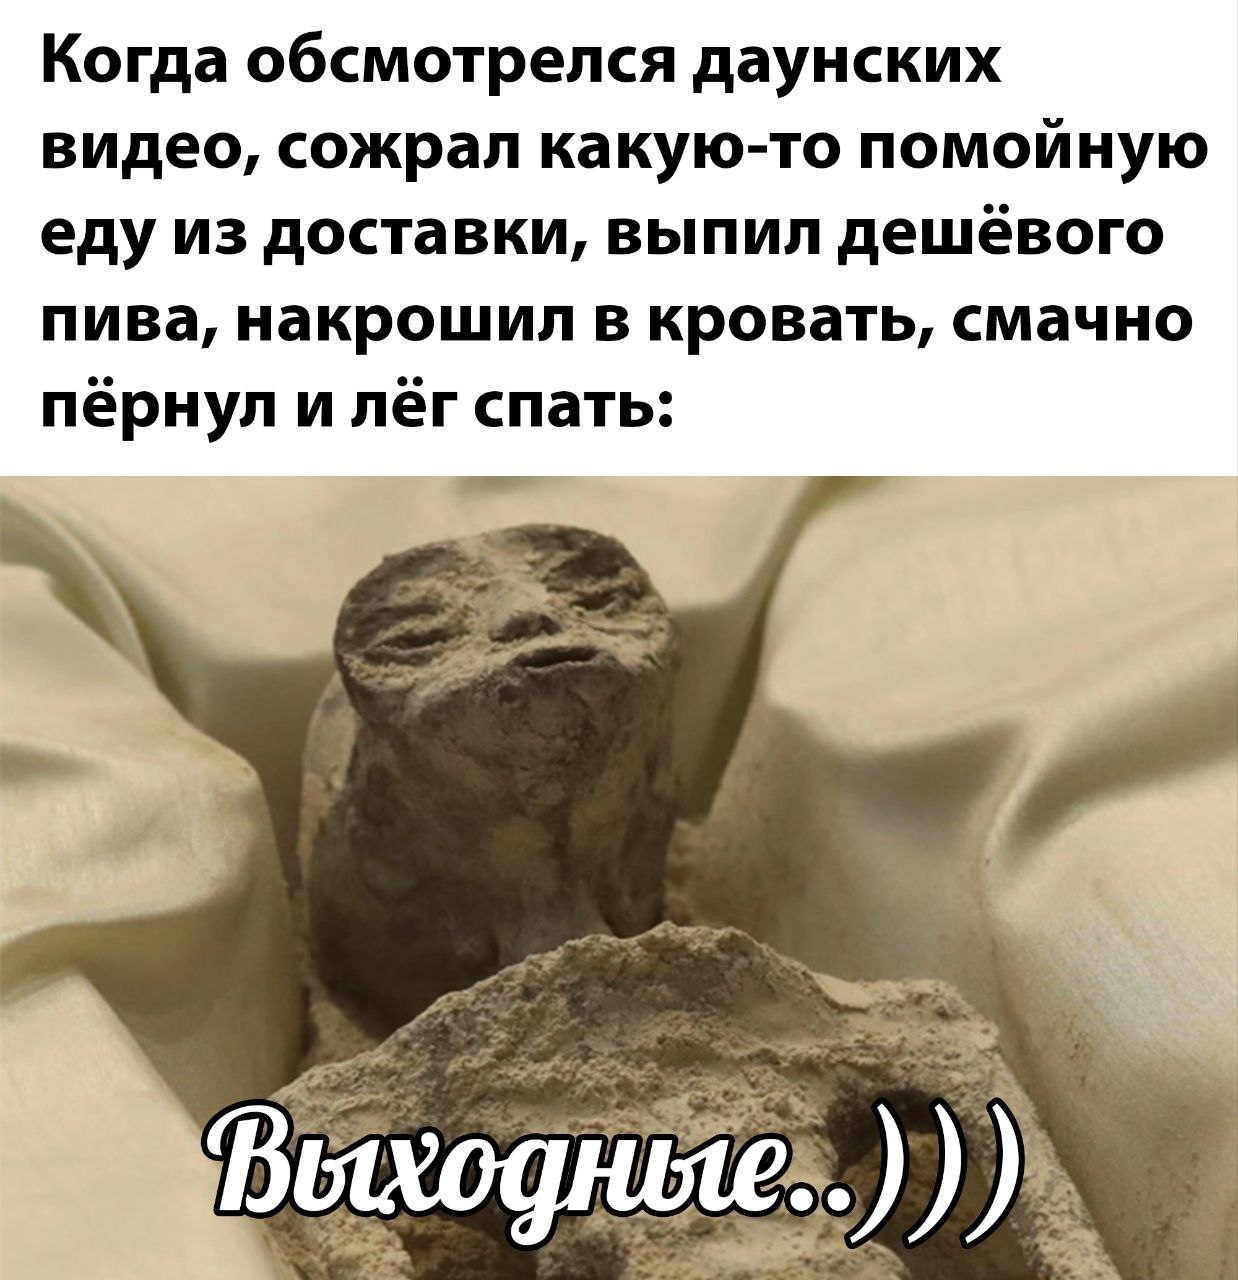 Когда обсмотрелся даунских
видео, сожрал какую-то помойную
еду из доставки, выпил дешёвого
пива, накрошил в кровать, смачно
пёрнул и лёг спать:
Выходные..)))